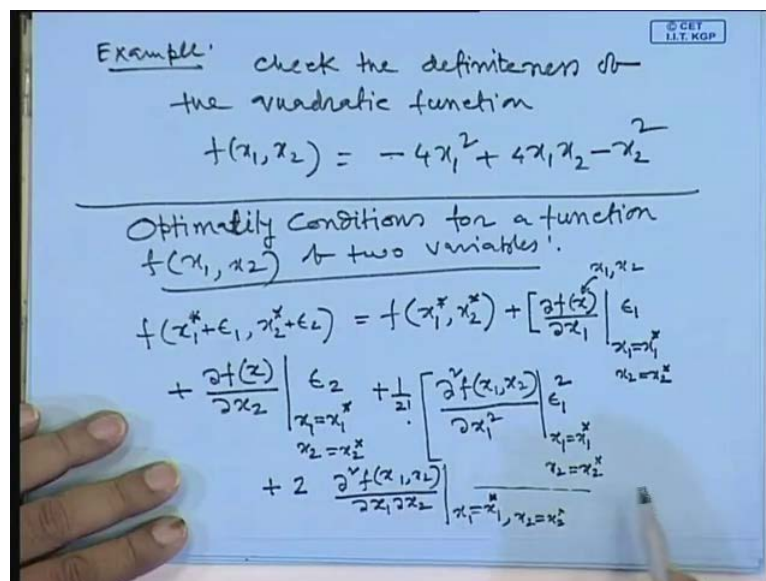 © CET
I.I.T. KGP
Example: Check the definiteness of
the quadratic function
f(x₁, x₂) = -4x₁² + 4x₁x₂ - x₂²
Optimatily Conditions for a function
f(x₁, x₂) of two variables:
f(x₁*+ϵ₁, x₂*+ϵ₂) = f(x₁*, x₂*) + [∂f(x)/∂x₁ | x₁=x₁* x₂=x₂* ϵ₁ x₁, x₂
+ ∂f(x)/∂x₂ | x₁=x₁* x₂=x₂* ϵ₂ + 1/2! [∂²f(x₁,x₂)/∂x₁² | x₁=x₁* x₂=x₂* ϵ₁²
+ 2 ∂²f(x₁,x₂)/∂x₁∂x₂ | x₁=x₁*, x₂=x₂*